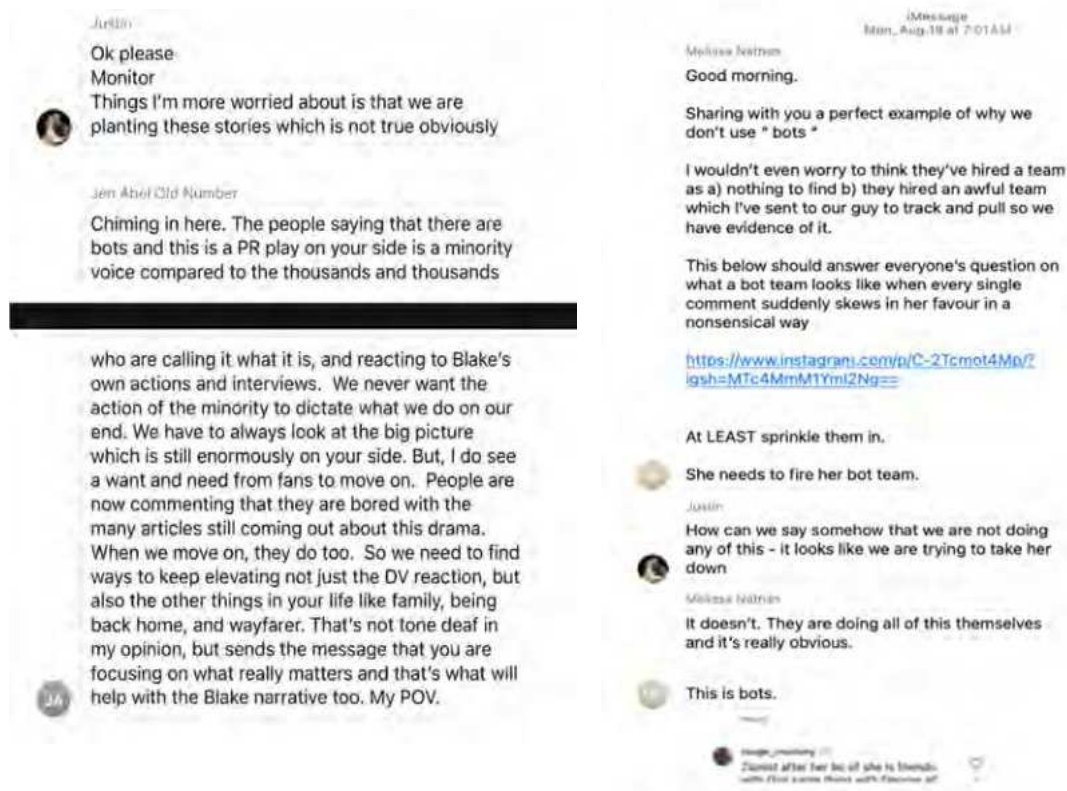 Justin
Ok please
Monitor
Things I'm more worried about is that we are
planting these stories which is not true obviously
Jen Abel Old Number
Chiming in here. The people saying that there are
bots and this is a PR play on your side is a minority
voice compared to the thousands and thousands
who are calling it what it is, and reacting to Blake's
own actions and interviews. We never want the
action of the minority to dictate what we do on our
end. We have to always look at the big picture
which is still enormously on your side. But, I do see
a want and need from fans to move on. People are
now commenting that they are bored with the
many articles still coming out about this drama.
When we move on, they do too. So we need to find
ways to keep elevating not just the DV reaction, but
also the other things in your life like family, being
back home, and wayfarer. That's not tone deaf in
my opinion, but sends the message that you are
focusing on what really matters and that's what will
help with the Blake narrative too. My POV.
JA
iMessage
Mon, Aug 19 at 7:01 AM
Melissa Nathan
Good morning.
Sharing with you a perfect example of why we
don't use " bots "
I wouldn't even worry to think they've hired a team
as a) nothing to find b) they hired an awful team
which I've sent to our guy to track and pull so we
have evidence of it.
This below should answer everyone's question on
what a bot team looks like when every single
comment suddenly skews in her favour in a
nonsensical way
https://www.instagram.com/p/C-2Tcmot4Mp/?
igsh=MTc4MmM1YmI2Ng==
At LEAST sprinkle them in.
She needs to fire her bot team.
Justin
How can we say somehow that we are not doing
any of this - it looks like we are trying to take her
down
Melissa Nathan
It doesn't. They are doing all of this themselves
and it's really obvious.
This is bots.
after her bc of she is friends
same thing with